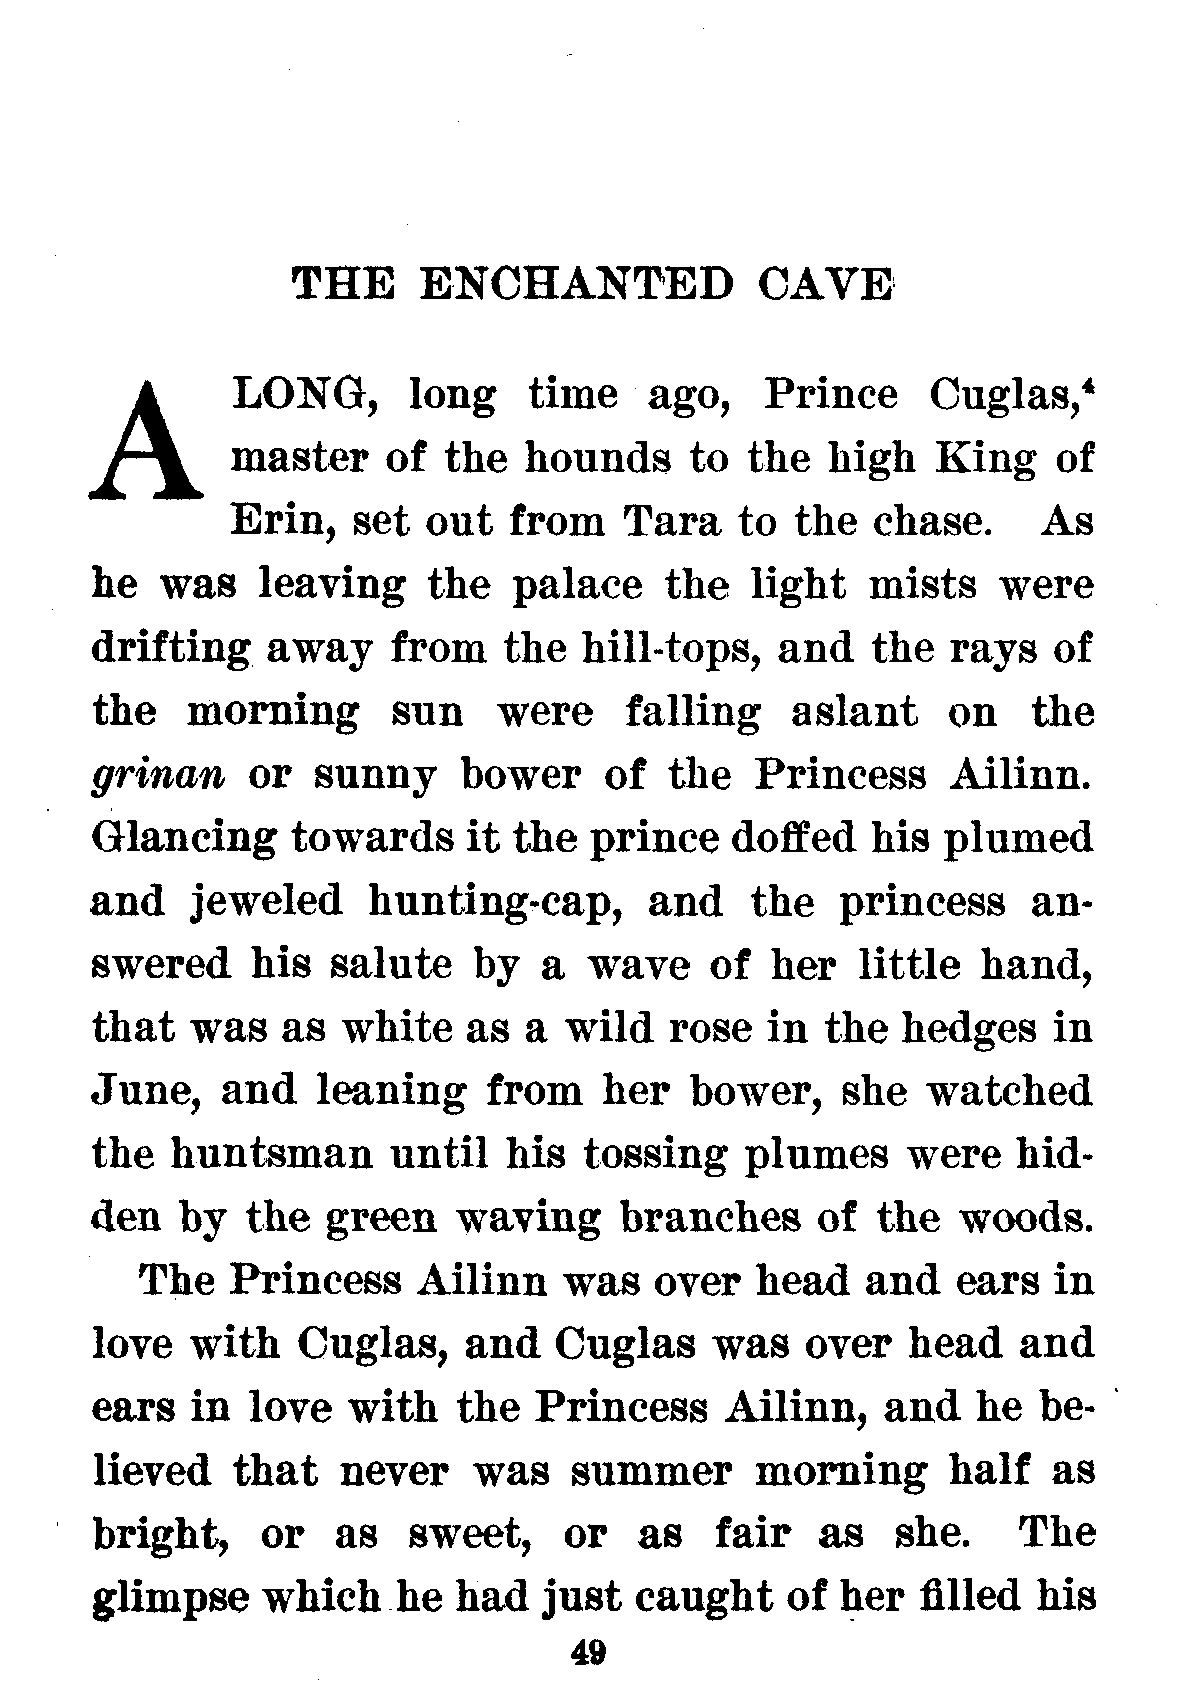 THE ENCHANTED CAVE
A LONG, long time ago, Prince Cuglas,⁴
master of the hounds to the high King of
Erin, set out from Tara to the chase. As
he was leaving the palace the light mists were
drifting away from the hill-tops, and the rays of
the morning sun were falling aslant on the
grinan or sunny bower of the Princess Ailinn.
Glancing towards it the prince doffed his plumed
and jeweled hunting-cap, and the princess an-
swered his salute by a wave of her little hand,
that was as white as a wild rose in the hedges in
June, and leaning from her bower, she watched
the huntsman until his tossing plumes were hid-
den by the green waving branches of the woods.
The Princess Ailinn was over head and ears in
love with Cuglas, and Cuglas was over head and
ears in love with the Princess Ailinn, and he be-
lieved that never was summer morning half as
bright, or as sweet, or as fair as she. The
glimpse which he had just caught of her filled his
49